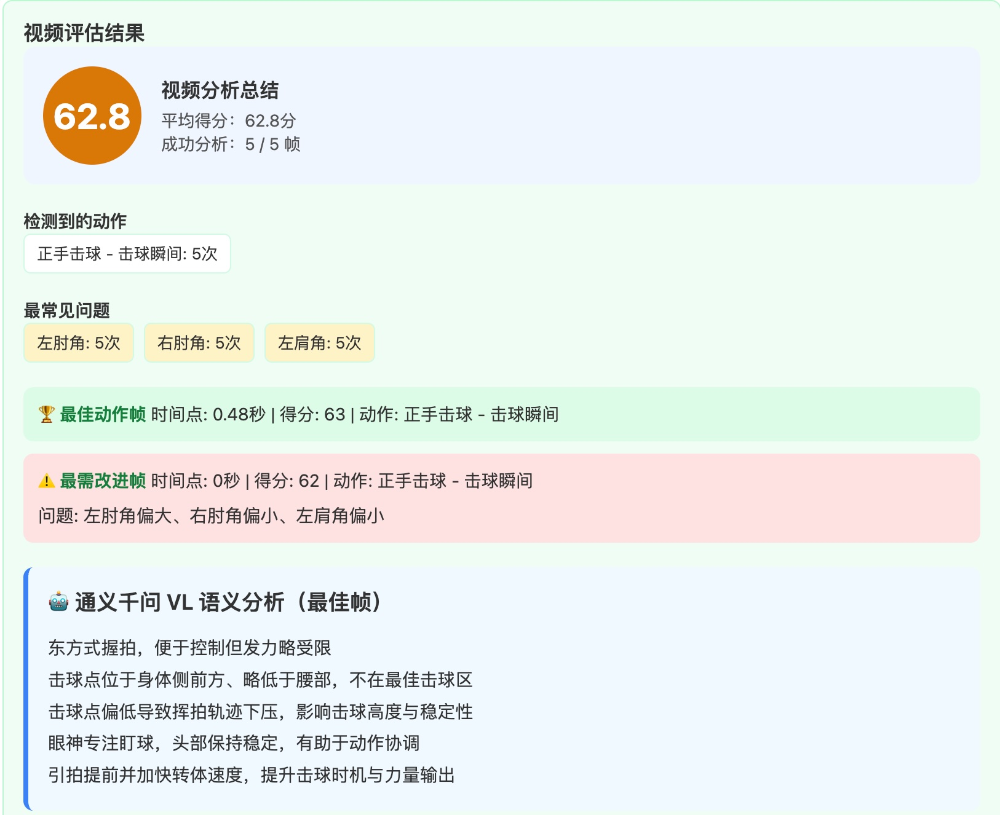 视频评估结果
62.8
视频分析总结
平均得分：62.8分
成功分析：5 / 5 帧
检测到的动作
正手击球 - 击球瞬间: 5次
最常见问题
左肘角: 5次
右肘角: 5次
左肩角: 5次
🏆 最佳动作帧 时间点: 0.48秒 | 得分: 63 | 动作: 正手击球 - 击球瞬间
⚠️ 最需改进帧 时间点: 0秒 | 得分: 62 | 动作: 正手击球 - 击球瞬间
问题: 左肘角偏大、右肘角偏小、左肩角偏小
🤖 通义千问 VL 语义分析（最佳帧）
东方式握拍，便于控制但发力略受限
击球点位于身体侧前方、略低于腰部，不在最佳击球区
击球点偏低导致挥拍轨迹下压，影响击球高度与稳定性
眼神专注盯球，头部保持稳定，有助于动作协调
引拍提前并加快转体速度，提升击球时机与力量输出